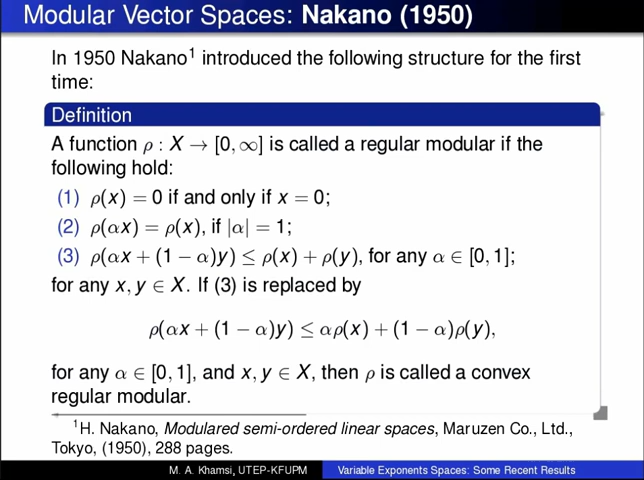 Modular Vector Spaces: Nakano (1950)
In 1950 Nakano¹ introduced the following structure for the first
time:
Definition
A function ρ : X → [0, ∞] is called a regular modular if the
following hold:
(1) ρ(x) = 0 if and only if x = 0;
(2) ρ(αx) = ρ(x), if |α| = 1;
(3) ρ(αx + (1 − α)y) ≤ ρ(x) + ρ(y), for any α ∈ [0, 1];
for any x, y ∈ X. If (3) is replaced by
ρ(αx + (1 − α)y) ≤ αρ(x) + (1 − α)ρ(y),
for any α ∈ [0, 1], and x, y ∈ X, then ρ is called a convex
regular modular.
¹H. Nakano, Modulared semi-ordered linear spaces, Maruzen Co., Ltd.,
Tokyo, (1950), 288 pages.
M. A. Khamsi, UTEP-KFUPM Variable Exponents Spaces: Some Recent Results